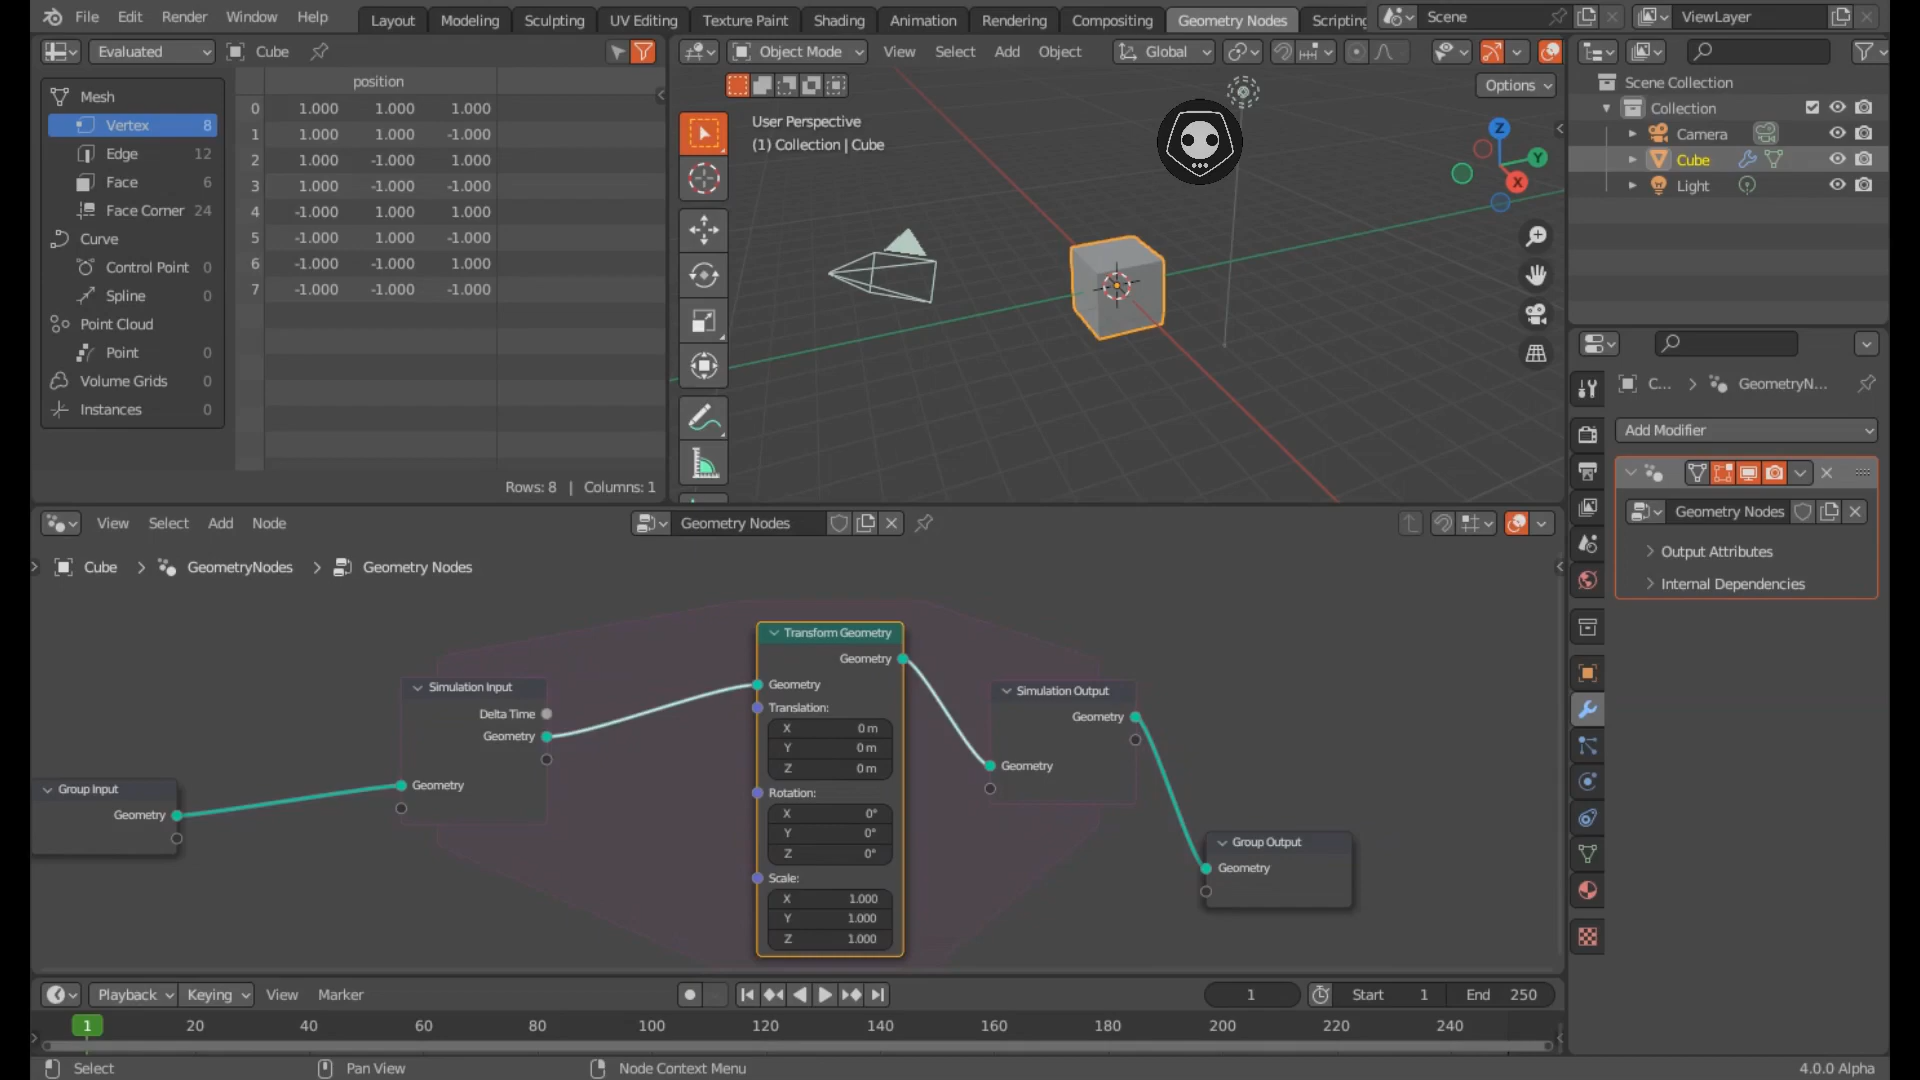 File Edit Render Window Help Layout Modeling Sculpting UV Editing Texture Paint Shading Animation Rendering Compositing Geometry Nodes Scripting Scene ViewLayer
Evaluated Cube
Object Mode View Select Add Object Global
Options
position
0 1.000 1.000 1.000
1 1.000 1.000 -1.000
2 1.000 -1.000 1.000
3 1.000 -1.000 -1.000
4 -1.000 1.000 1.000
5 -1.000 1.000 -1.000
6 -1.000 -1.000 1.000
7 -1.000 -1.000 -1.000
Mesh
Vertex 8
Edge 12
Face 6
Face Corner 24
Curve
Control Point 0
Spline 0
Point Cloud
Point 0
Volume Grids 0
Instances 0
Rows: 8 | Columns: 1
User Perspective
(1) Collection | Cube
Z
Y
X
Scene Collection
Collection
Camera
Cube
Light
C... GeometryN...
Add Modifier
Geometry Nodes
Output Attributes
Internal Dependencies
View Select Add Node Geometry Nodes
Cube GeometryNodes Geometry Nodes
Group Input
Geometry
Simulation Input
Delta Time
Geometry
Geometry
Transform Geometry
Geometry
Geometry
Translation:
X 0 m
Y 0 m
Z 0 m
Rotation:
X 0°
Y 0°
Z 0°
Scale:
X 1.000
Y 1.000
Z 1.000
Simulation Output
Geometry
Geometry
Group Output
Geometry
Playback Keying View Marker 1 Start 1 End 250
1 20 40 60 80 100 120 140 160 180 200 220 240
Select Pan View Node Context Menu 4.0.0 Alpha